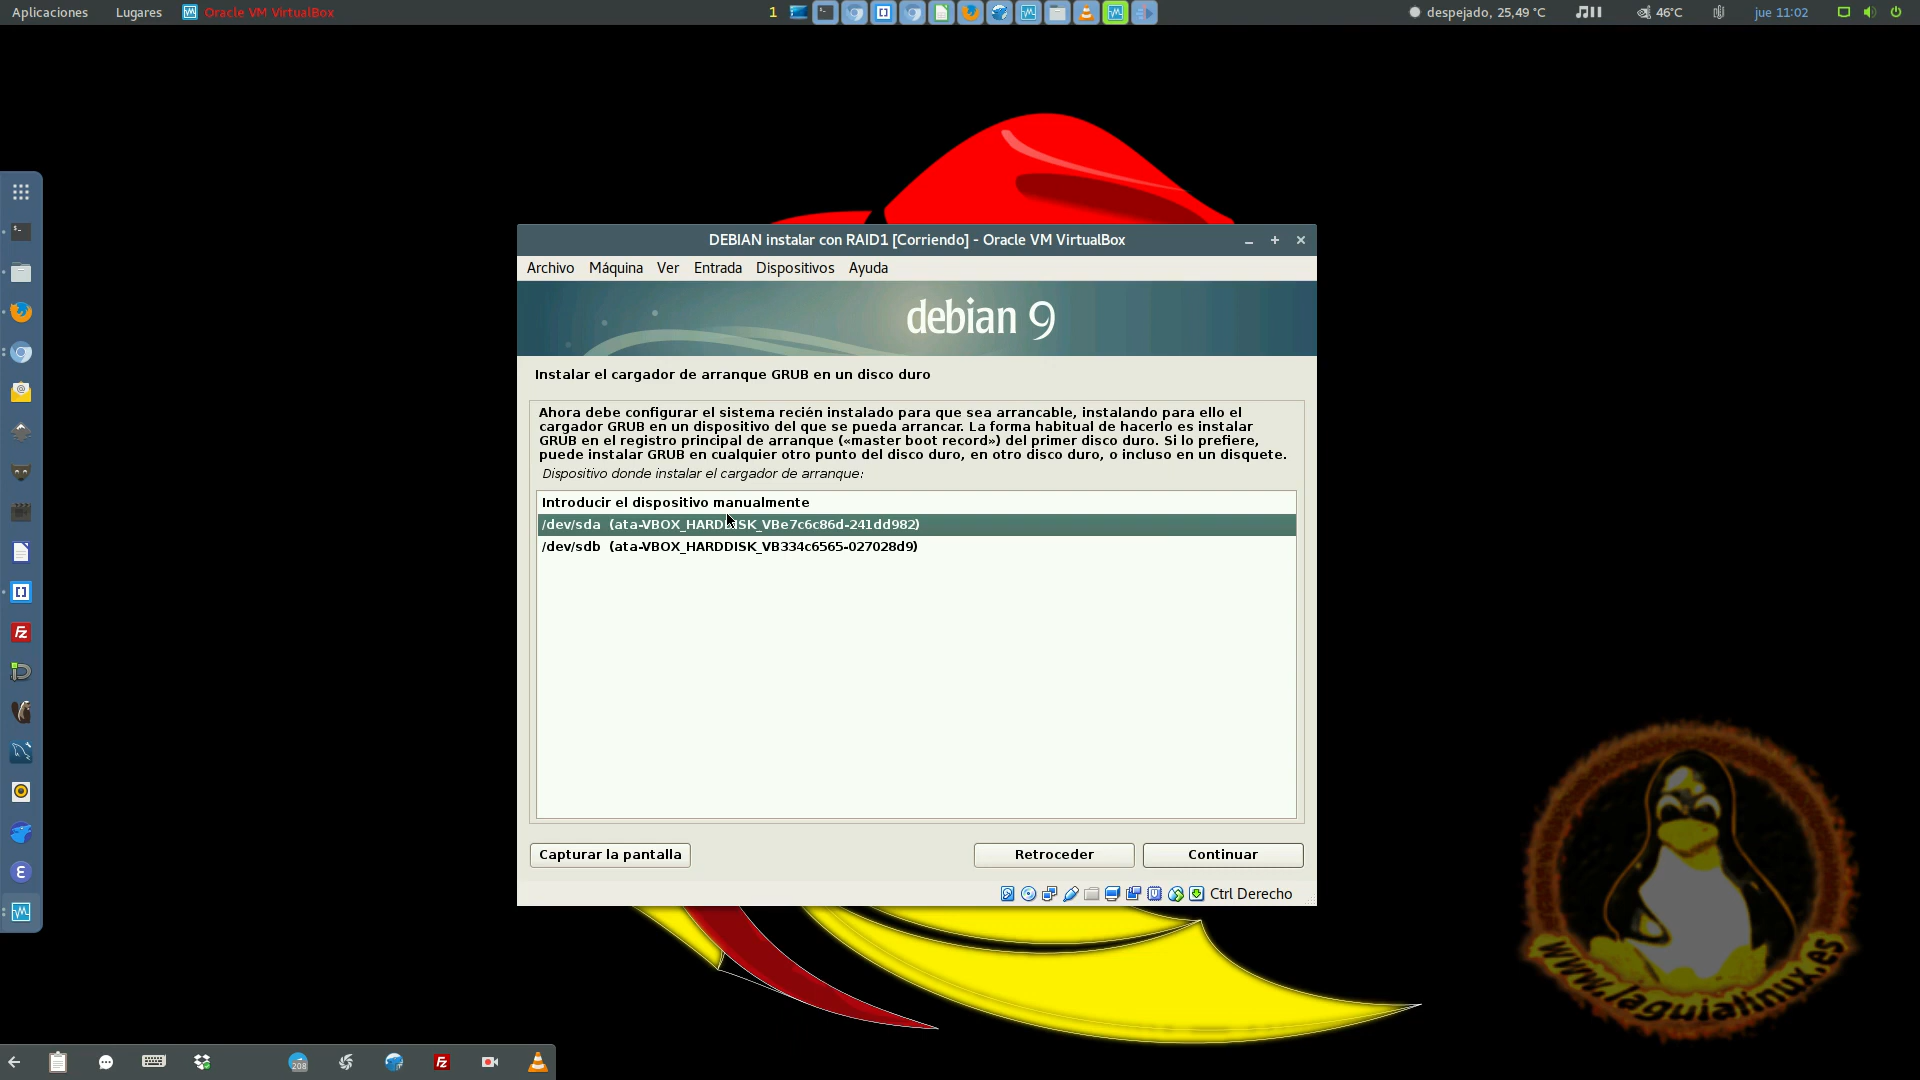 Aplicaciones Lugares Oracle VM VirtualBox 1 despejado, 25,49 °C 46°C jue 11:02
DEBIAN instalar con RAID1 [Corriendo] - Oracle VM VirtualBox
Archivo Máquina Ver Entrada Dispositivos Ayuda
debian 9
Instalar el cargador de arranque GRUB en un disco duro
Ahora debe configurar el sistema recién instalado para que sea arrancable, instalando para ello el
cargador GRUB en un dispositivo del que se pueda arrancar. La forma habitual de hacerlo es instalar
GRUB en el registro principal de arranque («master boot record») del primer disco duro. Si lo prefiere,
puede instalar GRUB en cualquier otro punto del disco duro, en otro disco duro, o incluso en un disquete.
Dispositivo donde instalar el cargador de arranque:
Introducir el dispositivo manualmente
/dev/sda (ata-VBOX_HARDDISK_VBe7c6c86d-241dd982)
/dev/sdb (ata-VBOX_HARDDISK_VB334c6565-027028d9)
Capturar la pantalla Retroceder Continuar
Ctrl Derecho
www.laguialinux.es
208